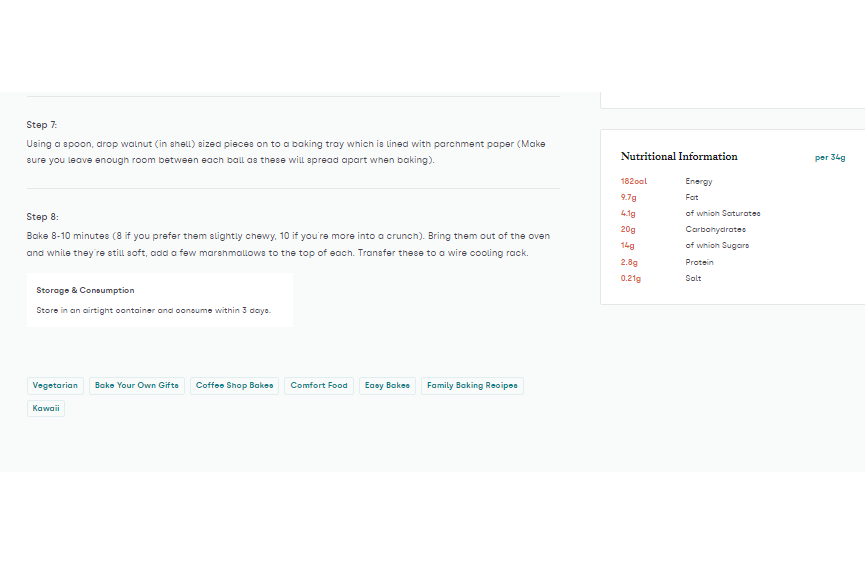 Step 7:
Using a spoon, drop walnut (in shell) sized pieces on to a baking tray which is lined with parchment paper (Make
sure you leave enough room between each ball as these will spread apart when baking).
Step 8:
Bake 8-10 minutes (8 if you prefer them slightly chewy, 10 if you're more into a crunch). Bring them out of the oven
and while they're still soft, add a few marshmallows to the top of each. Transfer these to a wire cooling rack.
Storage & Consumption
Store in an airtight container and consume within 3 days.
Vegetarian Bake Your Own Gifts Coffee Shop Bakes Comfort Food Easy Bakes Family Baking Recipes
Kawaii
Nutritional Information per 34g
182cal Energy
9.7g Fat
4.1g of which Saturates
20g Carbohydrates
14g of which Sugars
2.8g Protein
0.21g Salt